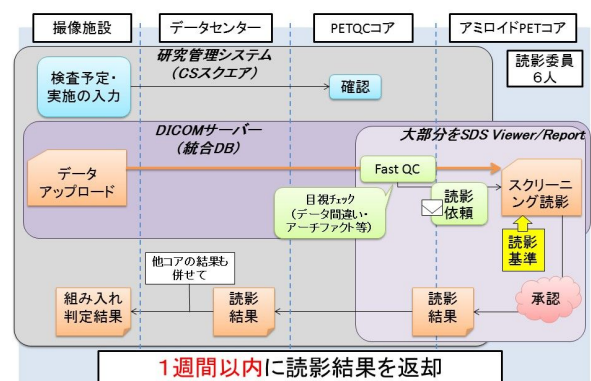 撮像施設
データセンター
PETQCコア
アミロイドPETコア
研究管理システム
(CSスクエア)
読影委員
6人
検査予定・
実施の入力
確認
DICOMサーバー
(統合DB)
大部分をSDS Viewer/Report
データ
アップロード
Fast QC
スクリーニ
ング読影
目視チェック
(データ間違い・
アーチファクト等)
読影
依頼
読影
基準
他コアの結果も
併せて
組み入れ
判定結果
読影
結果
読影
結果
承認
1週間以内に読影結果を返却